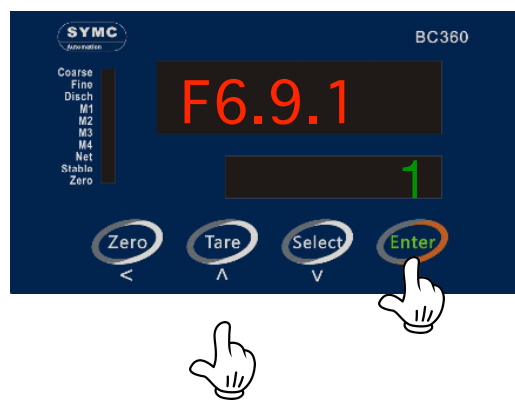 SYMC
Automation
BC360
Coarse
Fine
Disch
M1
M2
M3
M4
Net
Stable
Zero
F6.9.1
1
Zero Tare Select Enter
< ʌ v